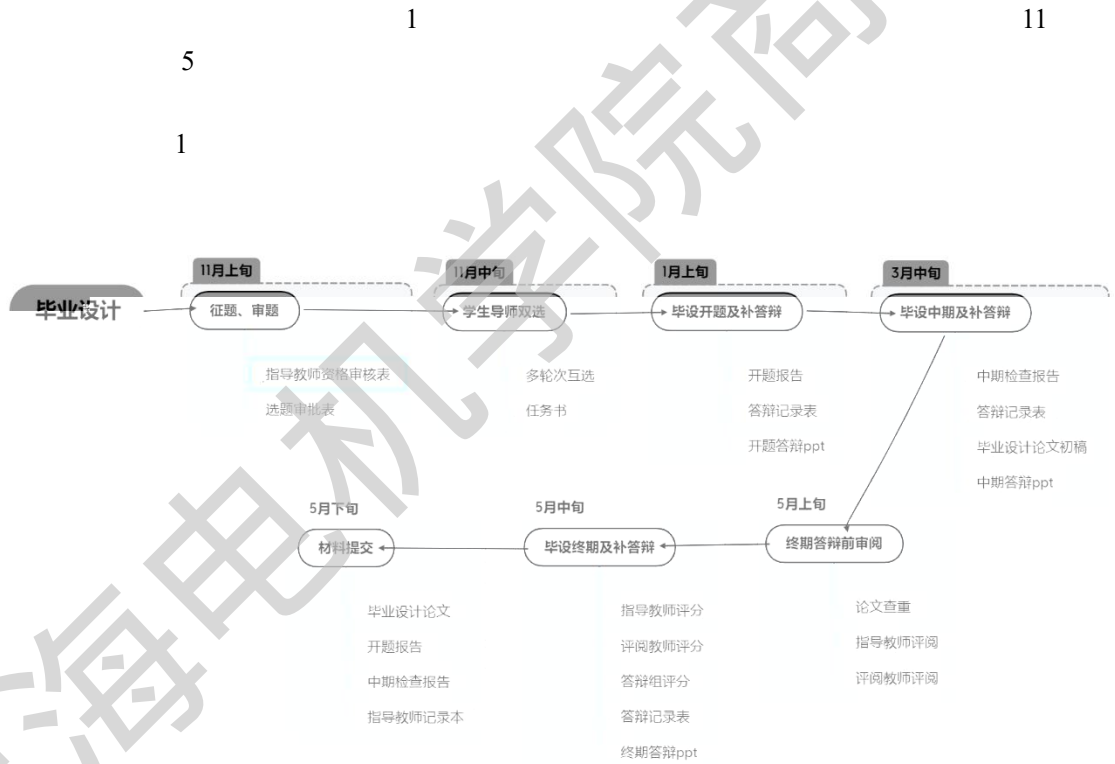 1
11
5
1
11月上旬
11月中旬
1月上旬
3月中旬
毕业设计
征题、审题
学生导师双选
毕设开题及补答辩
毕设中期及补答辩
指导教师资格审核表
选题审批表
多轮次互选
任务书
开题报告
答辩记录表
开题答辩ppt
中期检查报告
答辩记录表
毕业设计论文初稿
中期答辩ppt
5月下旬
5月中旬
5月上旬
材料提交
毕设终期及补答辩
终期答辩前审阅
毕业设计论文
开题报告
中期检查报告
指导教师记录本
指导教师评分
评阅教师评分
答辩组评分
答辩记录表
终期答辩ppt
论文查重
指导教师评阅
评阅教师评阅
海电机学院商